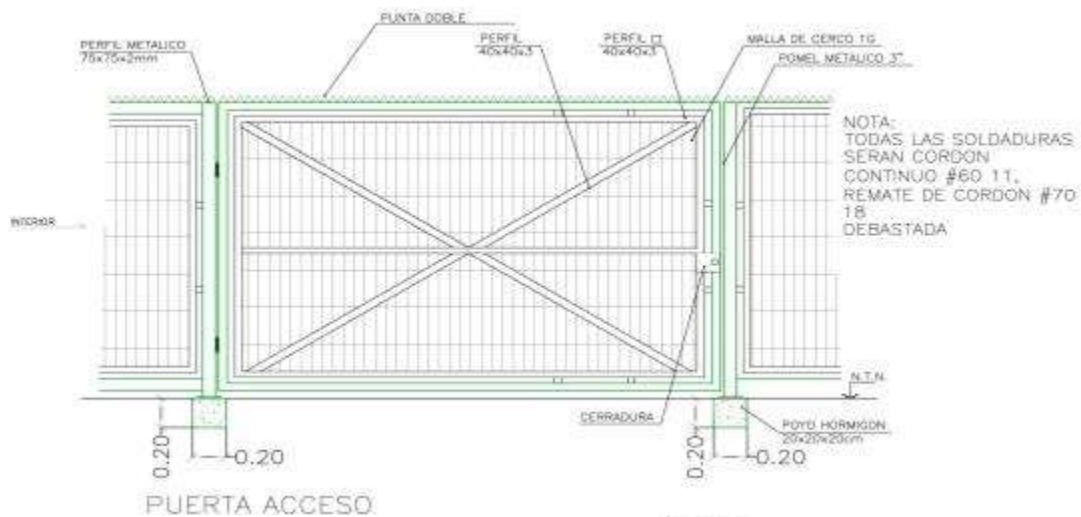 PUNTA DOBLE
PERFIL METALICO
75x75x2mm
PERFIL
40x40x3
PERFIL
40x40x3
MALLA DE CERCO 1G
POMEL METALICO 3"
NOTA:
TODAS LAS SOLDADURAS
SERAN CORDON
CONTINUO #60 11,
REMATE DE CORDON #70
18
DEBASTADA
INTERIOR
N.T.N.
CERRADURA
POYO HORMIGON
20x20x20cm
0.20
0.20
0.20
0.20
PUERTA ACCESO